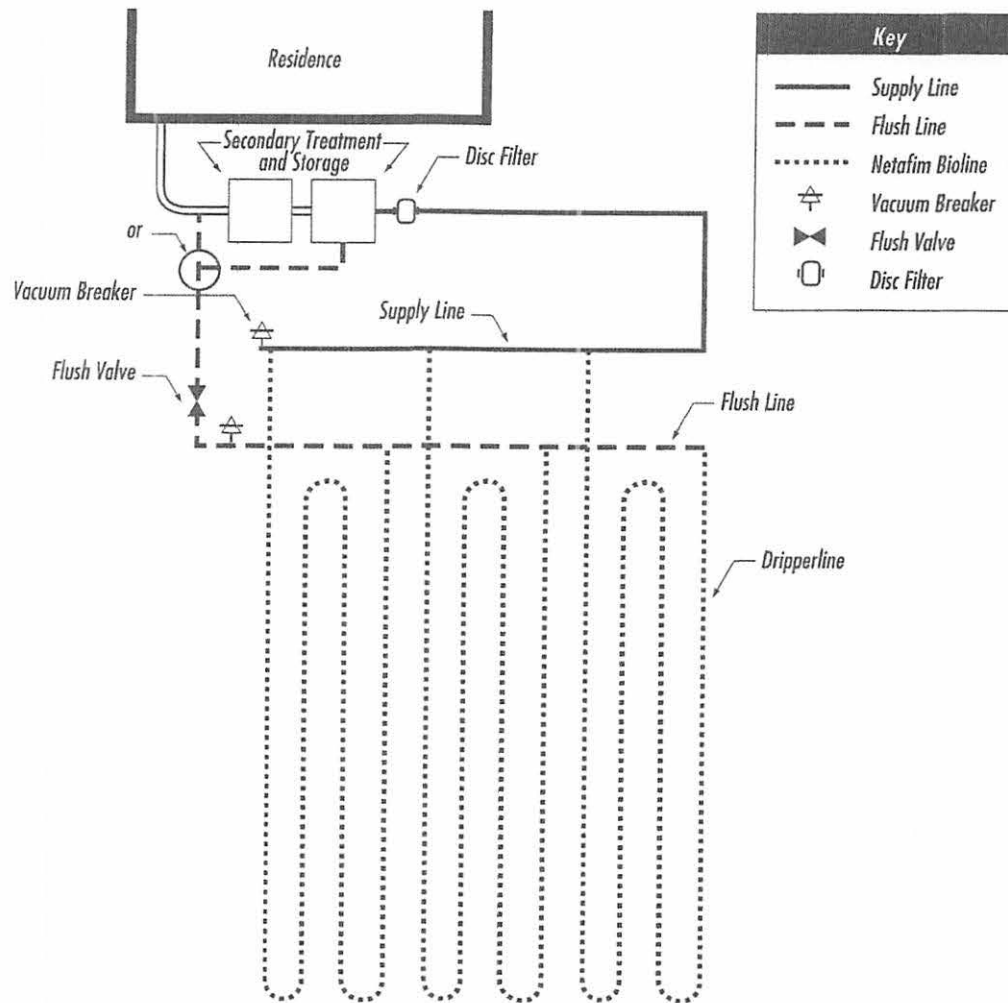 Residence
Key
Supply Line
Flush Line
Netafim Bioline
Vacuum Breaker
Flush Valve
Disc Filter
Secondary Treatment
and Storage
Disc Filter
or
Vacuum Breaker
Supply Line
Flush Valve
Flush Line
Dripperline